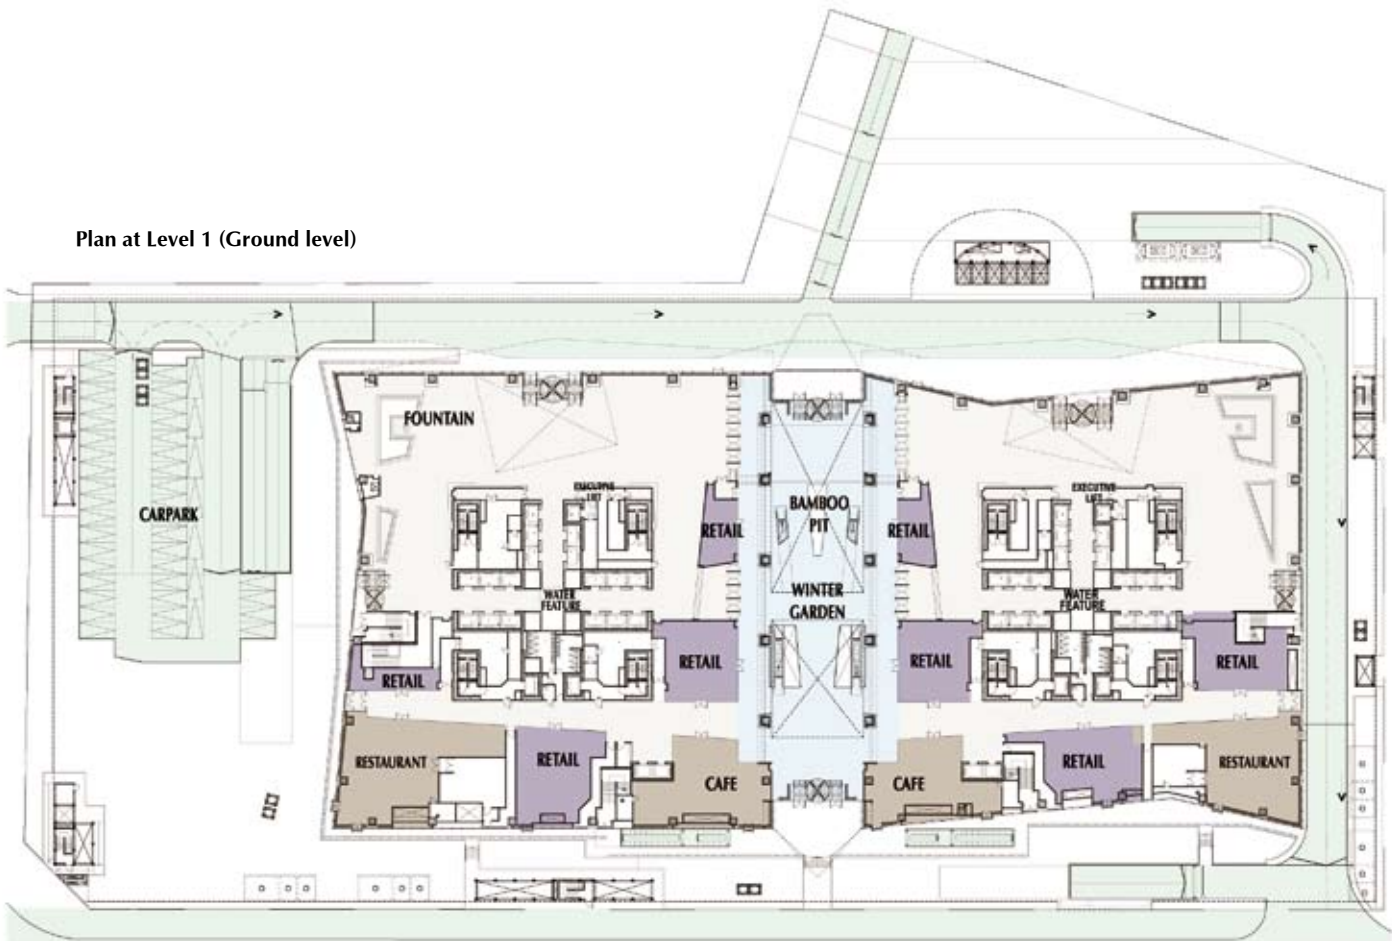 Plan at Level 1 (Ground level)
FOUNTAIN
CARPARK
EXECUTIVE
LIFT
EXECUTIVE
LIFT
BAMBOO
PIT
RETAIL
RETAIL
WINTER
GARDEN
WATER
FEATURE
WATER
FEATURE
RETAIL
RETAIL
RETAIL
RETAIL
RESTAURANT
RETAIL
CAFE
CAFE
RETAIL
RESTAURANT